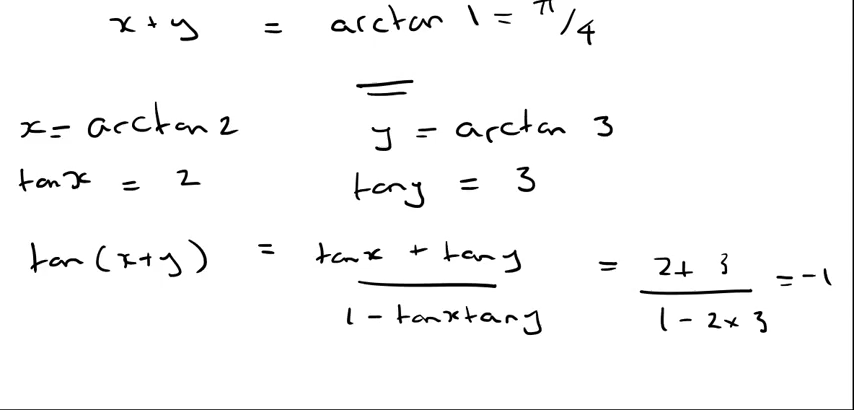 x + y = arctan 1 = π/4
x = arctan 2 y = arctan 3
tan x = 2 tan y = 3
tan (x+y) = tan x + tan y / 1 - tan x tan y = 2 + 3 / 1 - 2 × 3 = -1